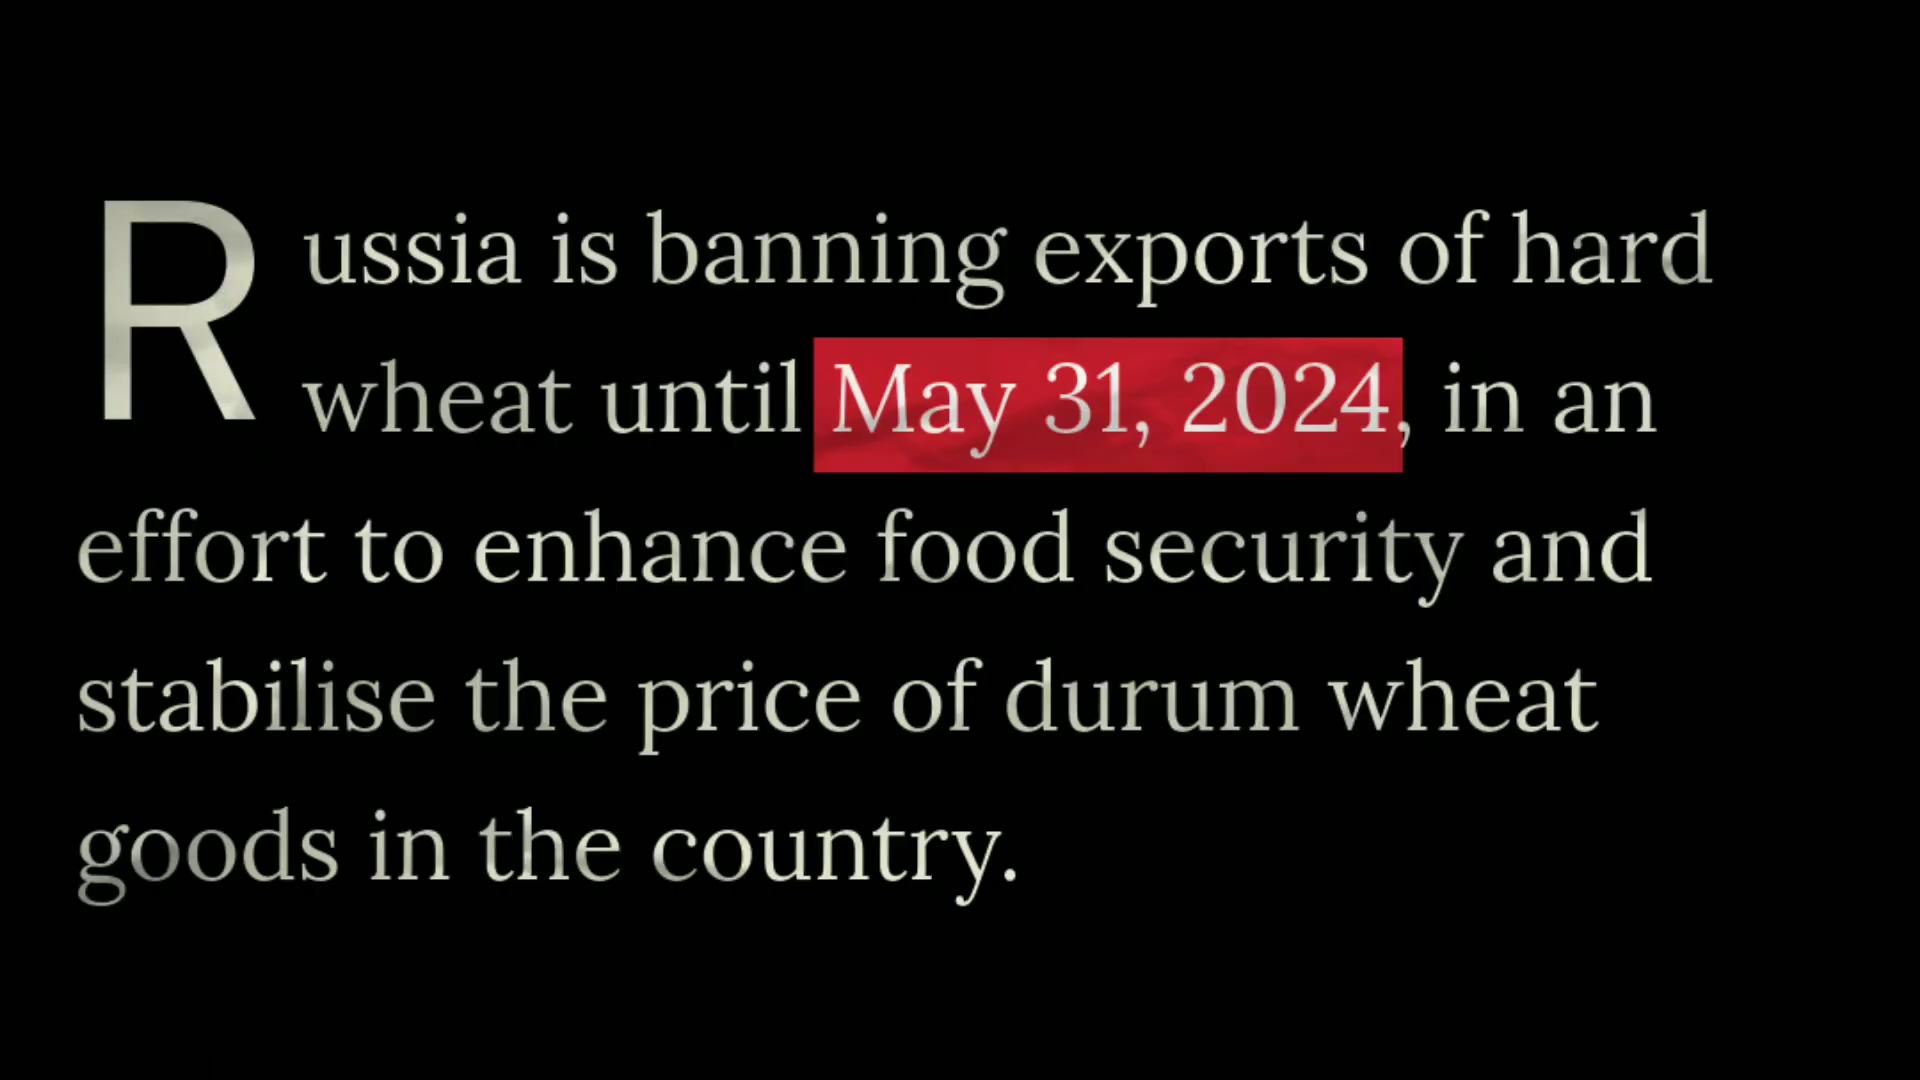 Russia is banning exports of hard
wheat until May 31, 2024, in an
effort to enhance food security and
stabilise the price of durum wheat
goods in the country.